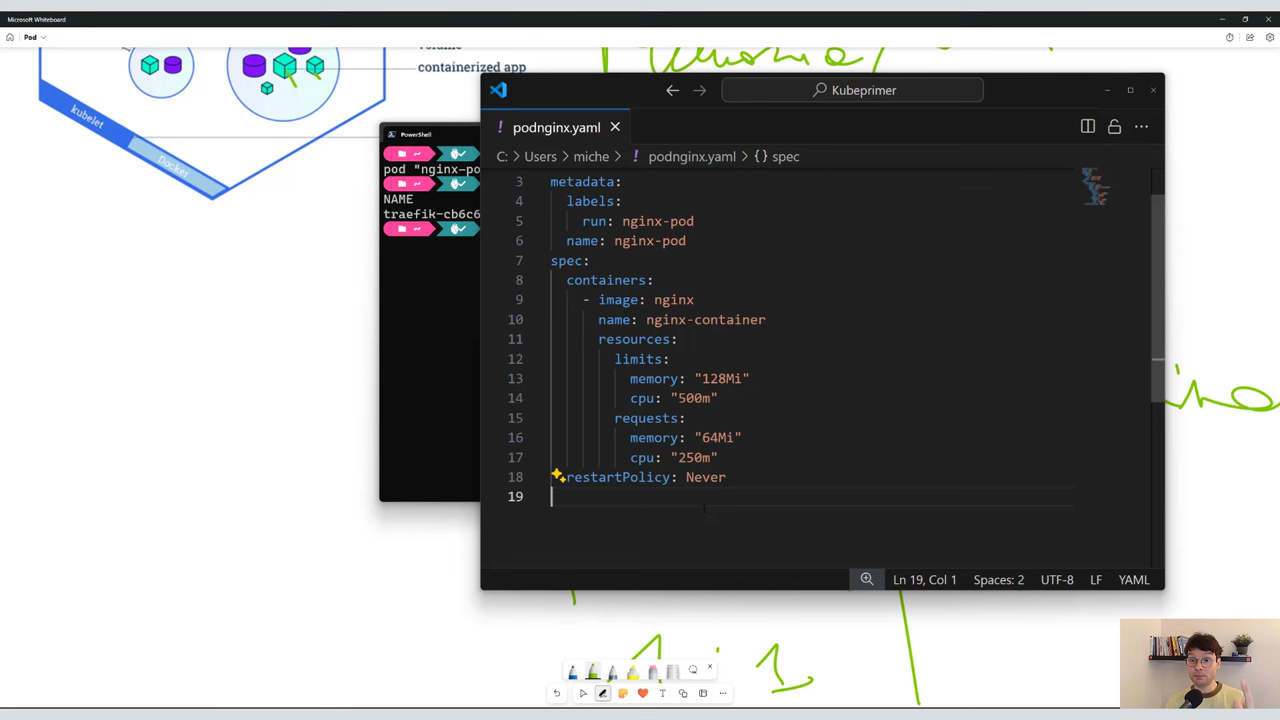 Microsoft Whiteboard
Pod
containerized app
kubelet
Docker
PowerShell
pod "nginx-po
NAME
traefik-cb6c6
Kubeprimer
podnginx.yaml
C: > Users > miche > ! podnginx.yaml > {} spec
3 metadata:
4 labels:
5 run: nginx-pod
6 name: nginx-pod
7 spec:
8 containers:
9 - image: nginx
10 name: nginx-container
11 resources:
12 limits:
13 memory: "128Mi"
14 cpu: "500m"
15 requests:
16 memory: "64Mi"
17 cpu: "250m"
18 restartPolicy: Never
19
Ln 19, Col 1 Spaces: 2 UTF-8 LF YAML